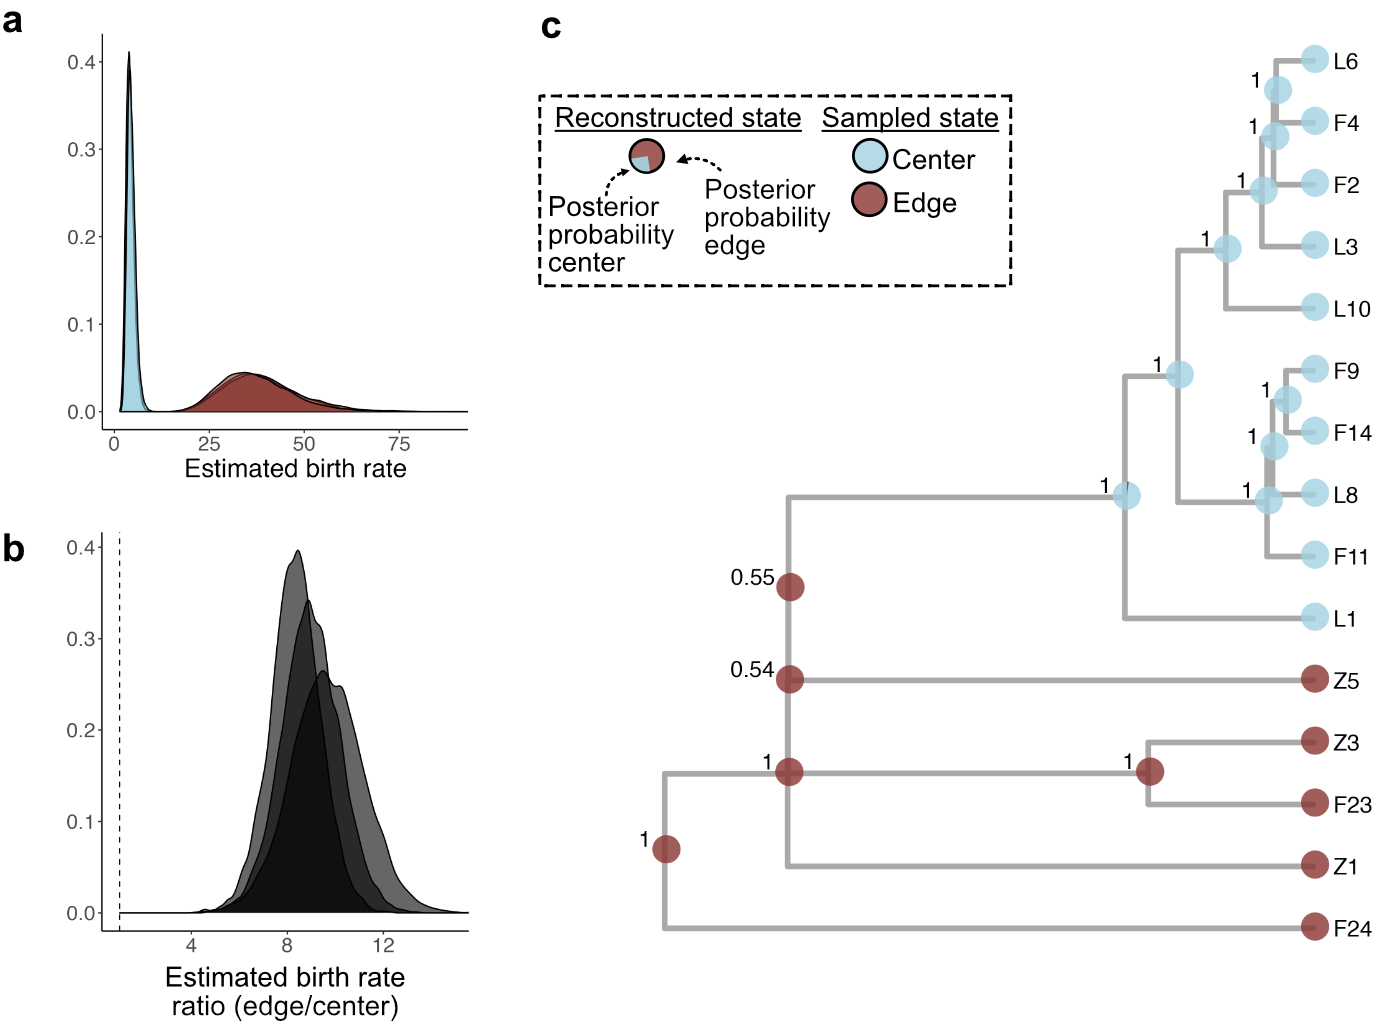 a
0.4
0.3
0.2
0.1
0.0
0 25 50 75
Estimated birth rate
b
0.4
0.3
0.2
0.1
0.0
4 8 12
Estimated birth rate
ratio (edge/center)
c
Reconstructed state
Posterior
probability
center
Posterior
probability
edge
Sampled state
Center
Edge
1 L6
1 F4
1 F2
1 L3
L10
1 F9
1 F14
1 L8
F11
1
1 L1
0.55
0.54 Z5
1 1 Z3
F23
1 Z1
F24